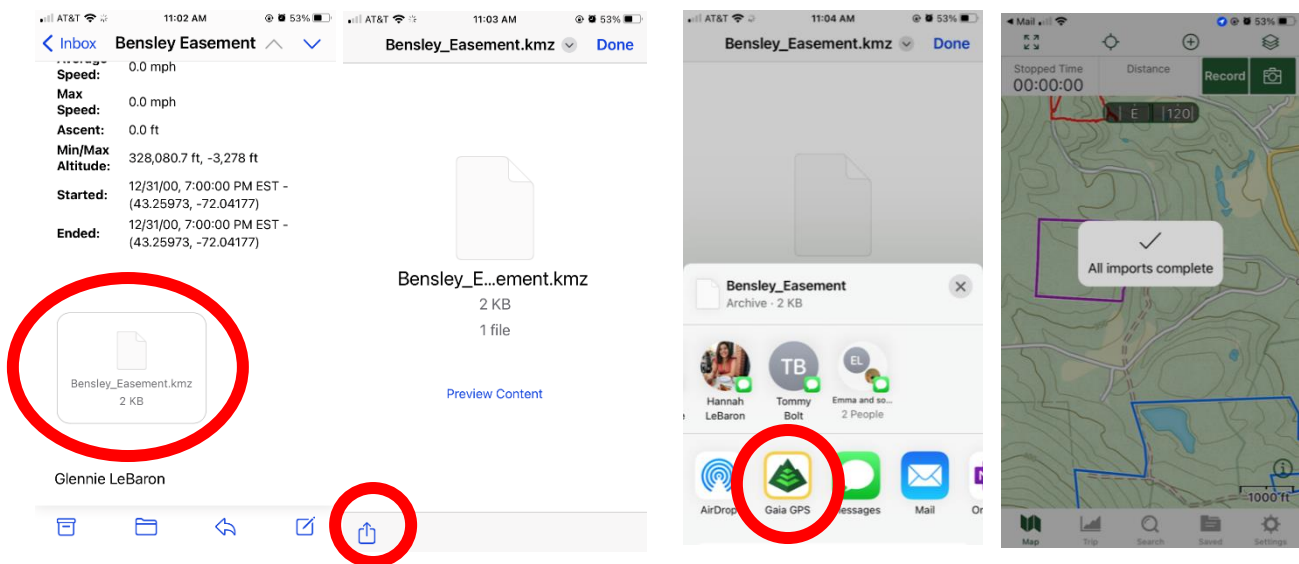 AT&T 11:02 AM 53%
Inbox Bensley Easement
Average
Speed: 0.0 mph
Max
Speed: 0.0 mph
Ascent: 0.0 ft
Min/Max
Altitude: 328,080.7 ft, -3,278 ft
Started: 12/31/00, 7:00:00 PM EST -
(43.25973, -72.04177)
Ended: 12/31/00, 7:00:00 PM EST -
(43.25973, -72.04177)
Bensley_Easement.kmz
2 KB
Glennie LeBaron
AT&T 11:03 AM 53%
Bensley_Easement.kmz Done
Bensley_E...ement.kmz
2 KB
1 file
Preview Content
AT&T 11:04 AM 53%
Bensley_Easement.kmz Done
Bensley_Easement
Archive · 2 KB
TB
EL
Hannah
LeBaron
Tommy
Bolt
Emma and so...
2 People
AirDrop
Gaia GPS
Messages
Mail
Mail 53%
Stopped Time
00:00:00
Distance
Record
E 120
All imports complete
1000 ft
Map Trip Search Saved Settings